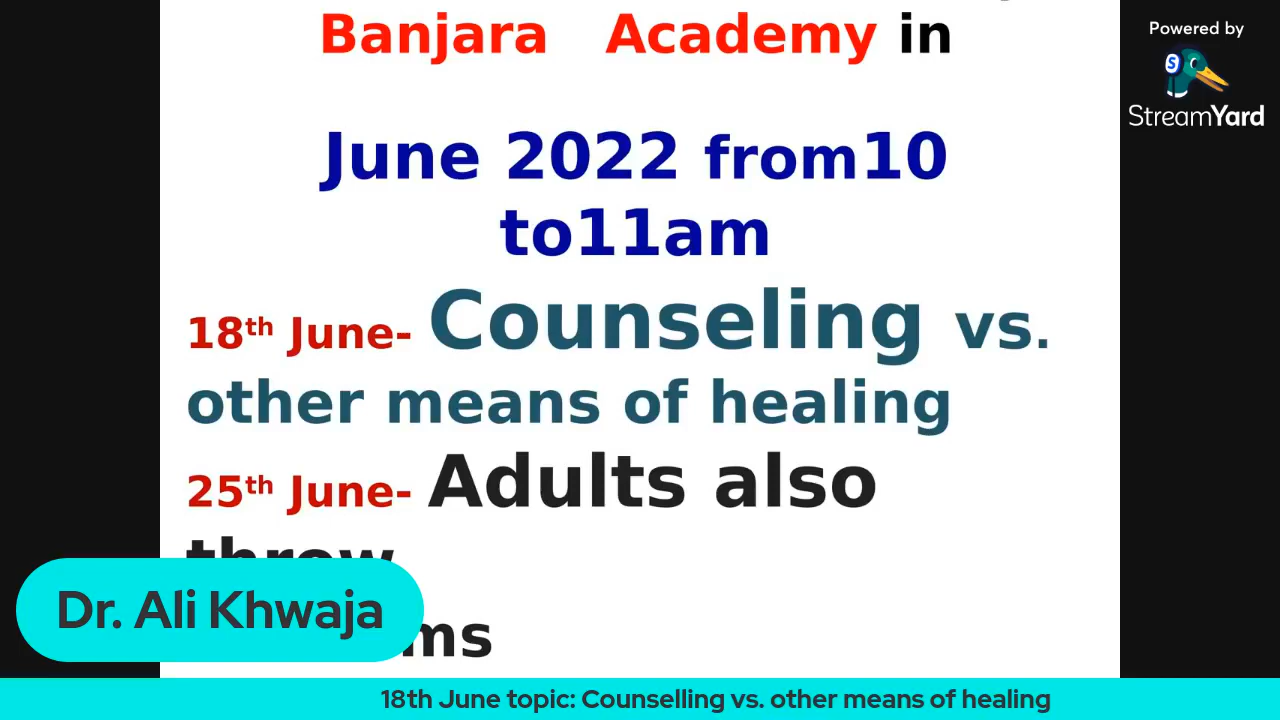 Banjara Academy in
Powered by
StreamYard
June 2022 from10
to11am
18th June- Counseling vs.
other means of healing
25th June- Adults also
throw
Dr. Ali Khwaja
18th June topic: Counselling vs. other means of healing